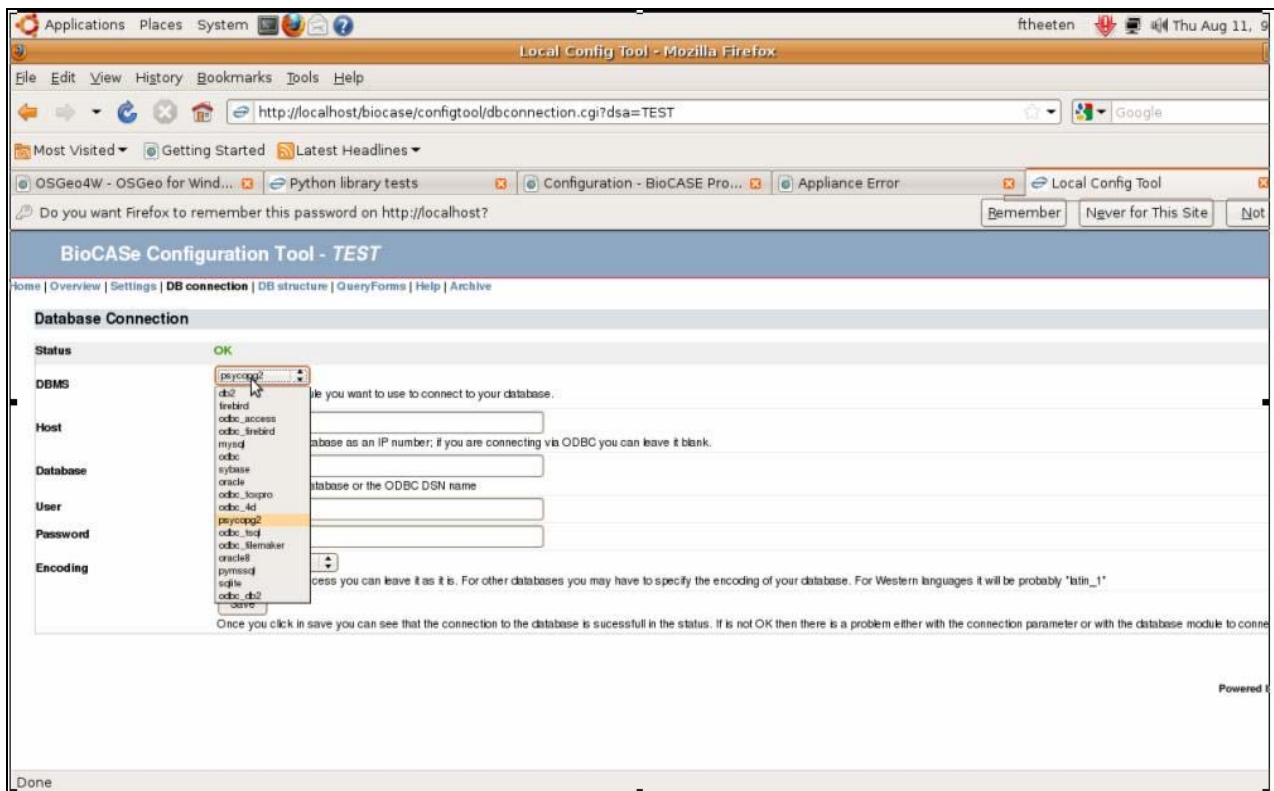 Applications Places System ftheeten Thu Aug 11, 9
Local Config Tool - Mozilla Firefox
File Edit View History Bookmarks Tools Help
http://localhost/biocase/configtool/dbconnection.cgi?dsa=TEST Google
Most Visited Getting Started Latest Headlines
OSGeo4W - OSGeo for Wind... Python library tests Configuration - BioCASE Pro... Appliance Error Local Config Tool
Do you want Firefox to remember this password on http://localhost? Remember Never for This Site Not
BioCASe Configuration Tool - TEST
Home | Overview | Settings | DB connection | DB structure | QueryForms | Help | Archive
Database Connection
Status OK
DBMS psycopg2
db2
ule you want to use to connect to your database.
firebird
odbc_access
Host
odbc_firebird
mysql
atabase as an IP number; if you are connecting via ODBC you can leave it blank.
odbc
Database
sybase
oracle
atabase or the ODBC DSN name
odbc_foxpro
User
odbc_4d
psycopg2
Password
odbc_tsql
odbc_filemaker
oracle8
Encoding
pymssql
sqlite
cess you can leave it as it is. For other databases you may have to specify the encoding of your database. For Western languages it will be probably "latin_1"
odbc_db2
Save
Once you click in save you can see that the connection to the database is sucessfull in the status. If is not OK then there is a problem either with the connection parameter or with the database module to conne
Powered
Done